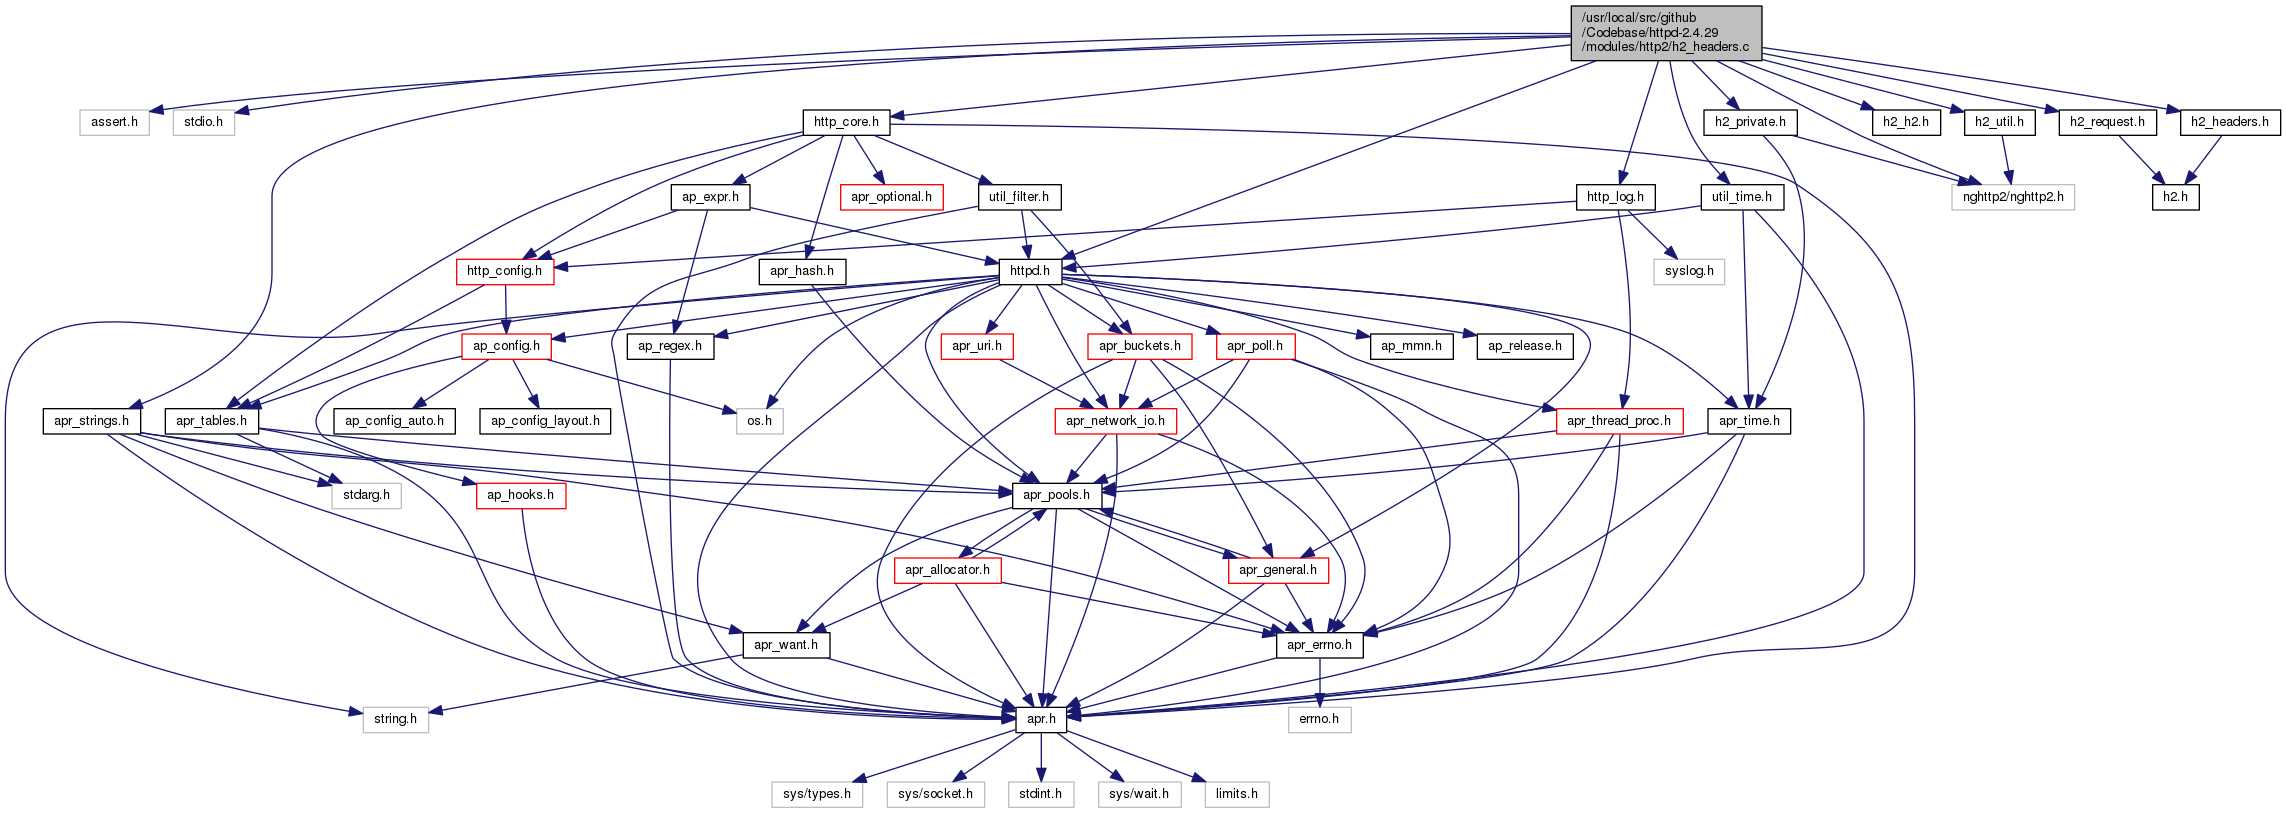 /usr/local/src/github
/Codebase/httpd-2.4.29
/modules/http2/h2_headers.c
assert.h
stdio.h
http_core.h
h2_private.h
h2_h2.h
h2_util.h
h2_request.h
h2_headers.h
ap_expr.h
apr_optional.h
util_filter.h
http_log.h
util_time.h
nghttp2/nghttp2.h
h2.h
http_config.h
apr_hash.h
httpd.h
syslog.h
ap_config.h
ap_regex.h
apr_uri.h
apr_buckets.h
apr_poll.h
ap_mmn.h
ap_release.h
apr_strings.h
apr_tables.h
ap_config_auto.h
ap_config_layout.h
os.h
apr_network_io.h
apr_thread_proc.h
apr_time.h
stdarg.h
ap_hooks.h
apr_pools.h
apr_allocator.h
apr_general.h
apr_want.h
apr_errno.h
string.h
apr.h
errno.h
sys/types.h
sys/socket.h
stdint.h
sys/wait.h
limits.h